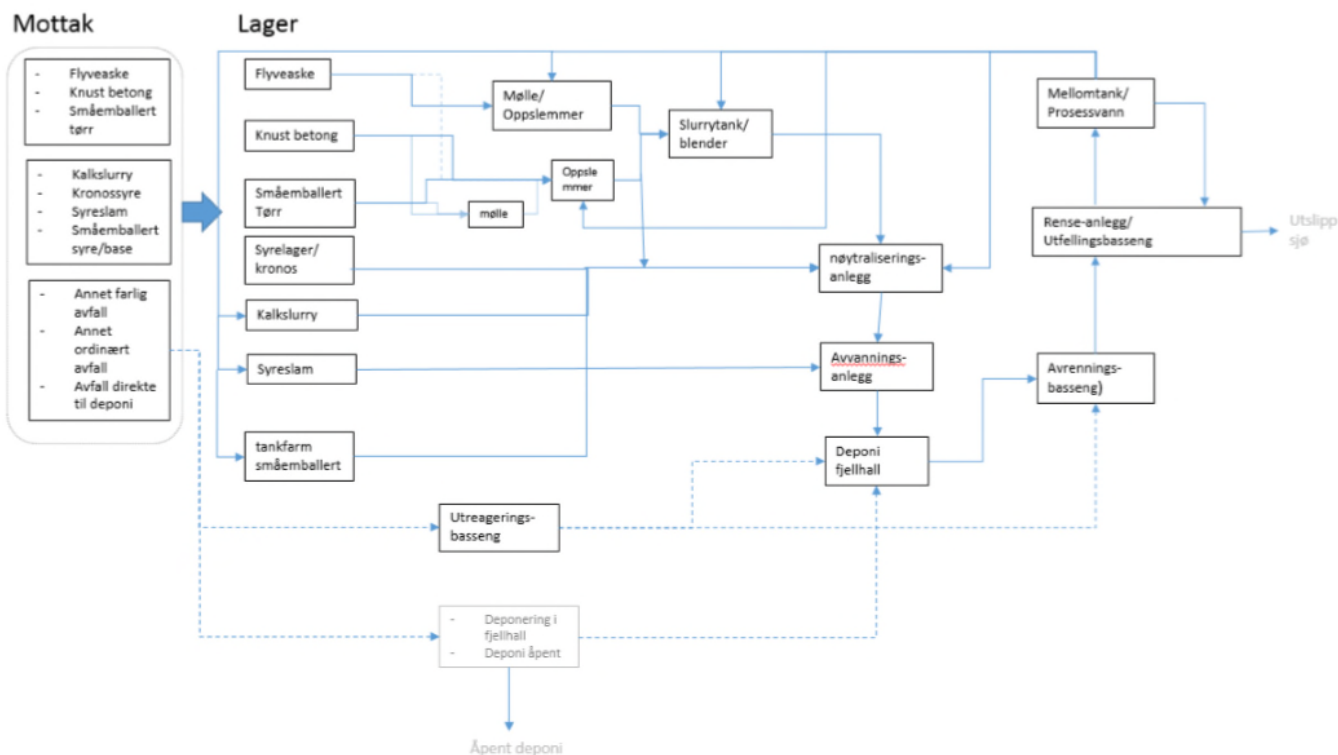 Mottak
- Flyveaske
- Knust betong
- Småemballert
tørr
- Kalkslurry
- Kronossyre
- Syreslam
- Småemballert
syre/base
- Annet farlig
avfall
- Annet
ordinært
avfall
- Avfall direkte
til deponi
Lager
Flyveaske
Knust betong
Småemballert
Tørr
Syrelager/
kronos
Kalkslurry
Syreslam
tankfarm
småemballert
Mølle/
Oppslemmer
Oppsle
mmer
mølle
Slurrytank/
blender
Utreagerings-
basseng
- Deponering i
fjellhall
- Deponi åpent
Åpent deponi
nøytraliserings-
anlegg
Avvannings-
anlegg
Deponi
fjellhall
Mellomtank/
Prosessvann
Rense-anlegg/
Utfellingsbasseng
Avrennings-
basseng)
Utslipp
sjø